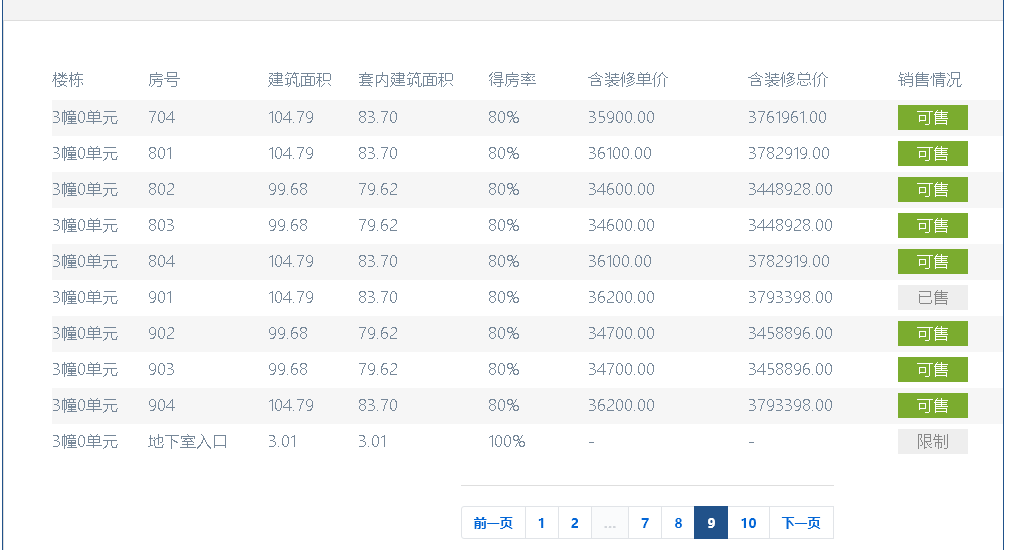 楼栋 房号 建筑面积 套内建筑面积 得房率 含装修单价 含装修总价 销售情况
3幢0单元 704 104.79 83.70 80% 35900.00 3761961.00 可售
3幢0单元 801 104.79 83.70 80% 36100.00 3782919.00 可售
3幢0单元 802 99.68 79.62 80% 34600.00 3448928.00 可售
3幢0单元 803 99.68 79.62 80% 34600.00 3448928.00 可售
3幢0单元 804 104.79 83.70 80% 36100.00 3782919.00 可售
3幢0单元 901 104.79 83.70 80% 36200.00 3793398.00 已售
3幢0单元 902 99.68 79.62 80% 34700.00 3458896.00 可售
3幢0单元 903 99.68 79.62 80% 34700.00 3458896.00 可售
3幢0单元 904 104.79 83.70 80% 36200.00 3793398.00 可售
3幢0单元 地下室入口 3.01 3.01 100% - - 限制
前一页 1 2 ... 7 8 9 10 下一页